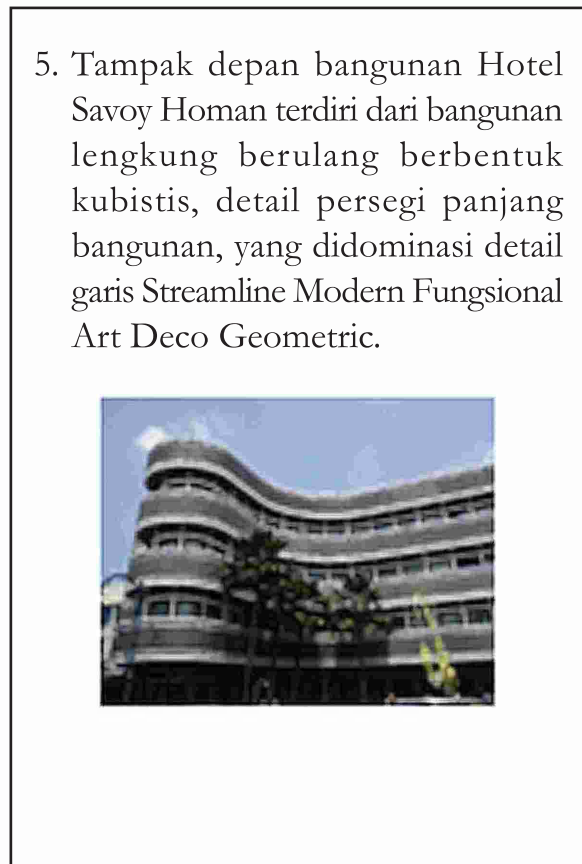 5. Tampak depan bangunan Hotel
Savoy Homan terdiri dari bangunan
lengkung berulang berbentuk
kubistis, detail persegi panjang
bangunan, yang didominasi detail
garis Streamline Modern Fungsional
Art Deco Geometric.